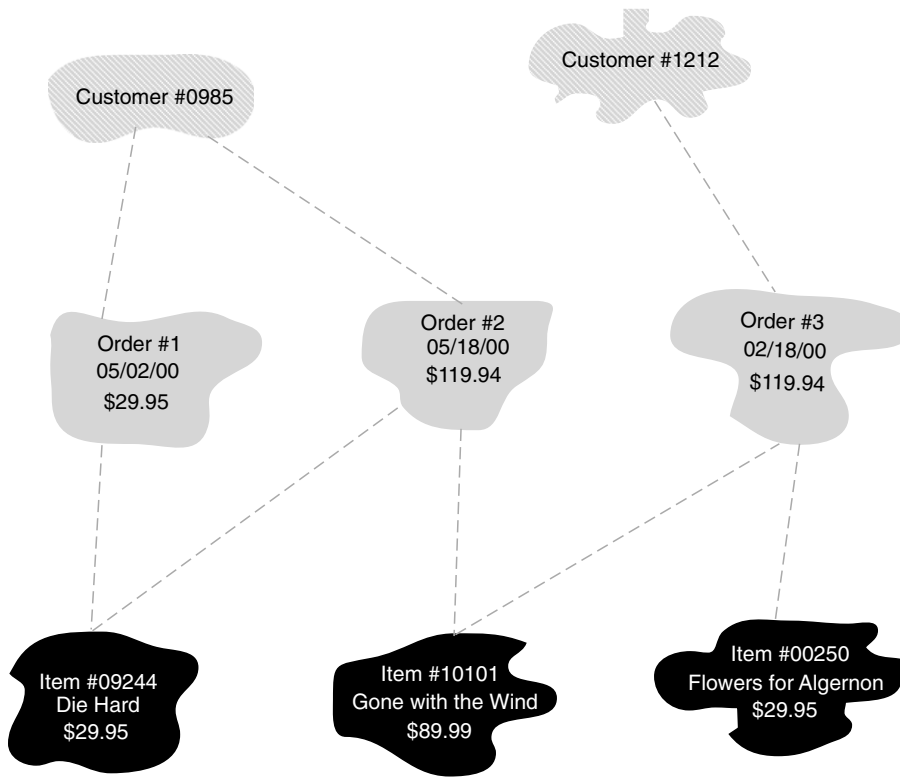 Customer #0985
Customer #1212
Order #1
05/02/00
$29.95
Order #2
05/18/00
$119.94
Order #3
02/18/00
$119.94
Item #09244
Die Hard
$29.95
Item #10101
Gone with the Wind
$89.99
Item #00250
Flowers for Algernon
$29.95